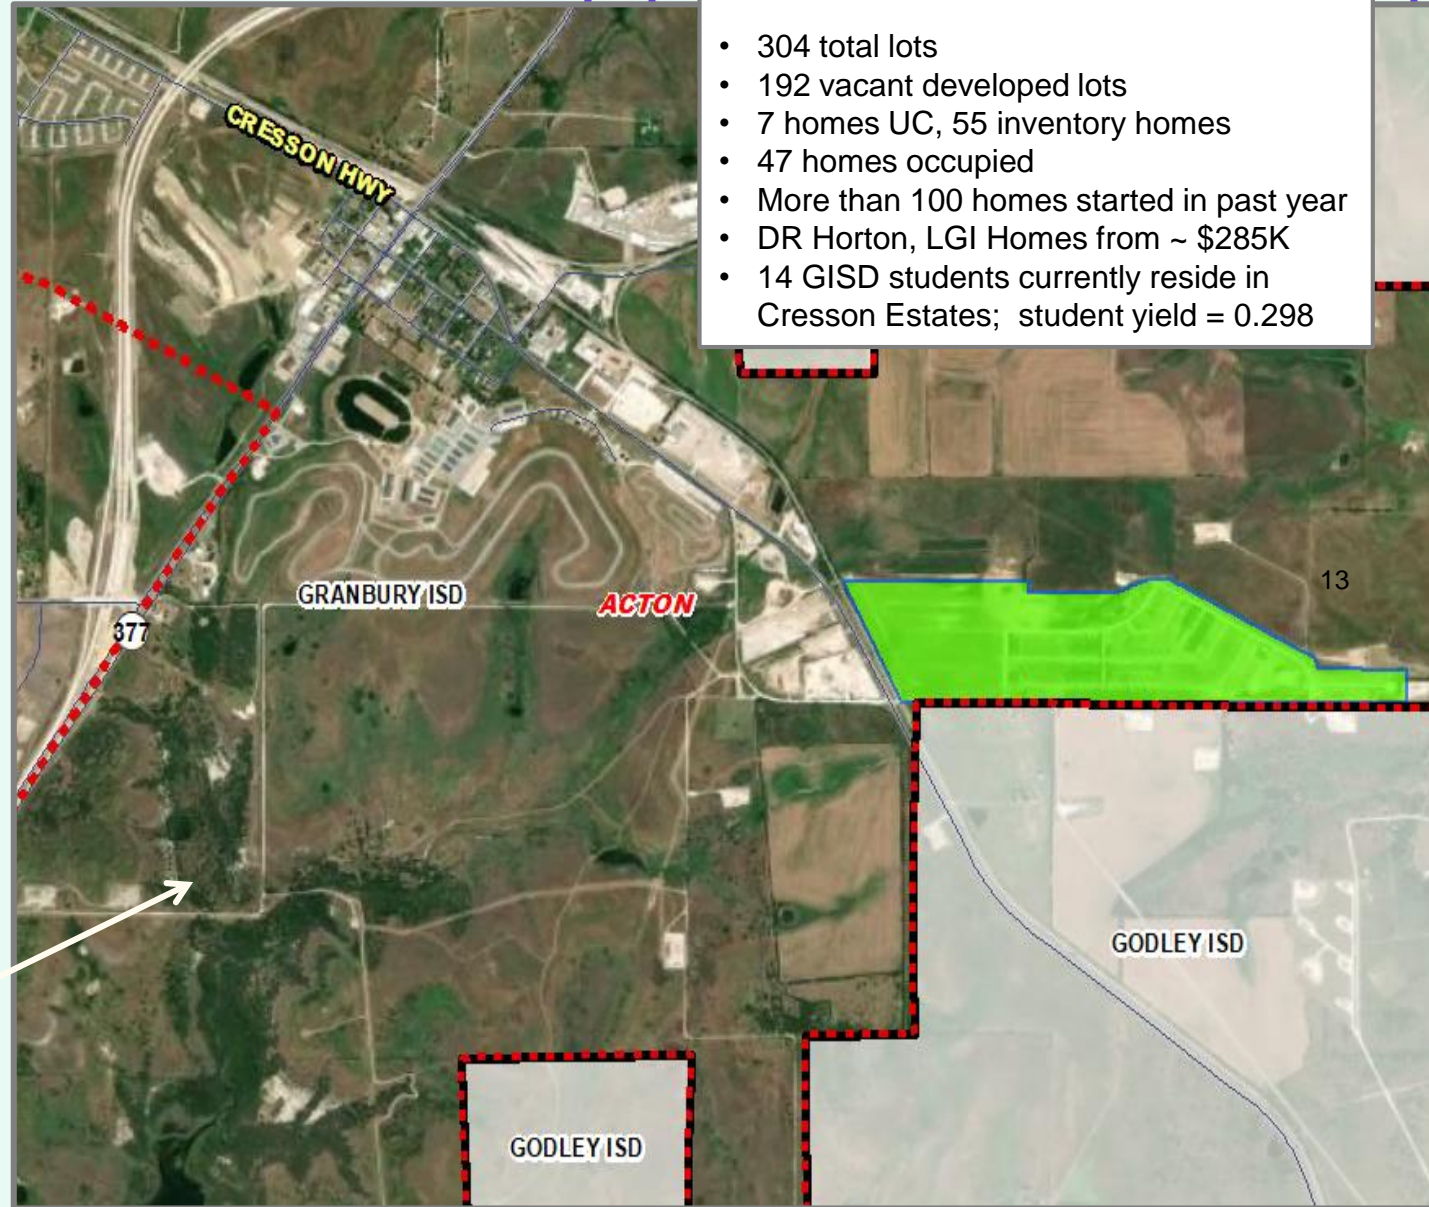 • 304 total lots
• 192 vacant developed lots
• 7 homes UC, 55 inventory homes
• 47 homes occupied
• More than 100 homes started in past year
• DR Horton, LGI Homes from ~ $285K
• 14 GISD students currently reside in
Cresson Estates; student yield = 0.298
CRESSON HWY
13
GRANBURY ISD
ACTON
377
GODLEY ISD
GODLEY ISD